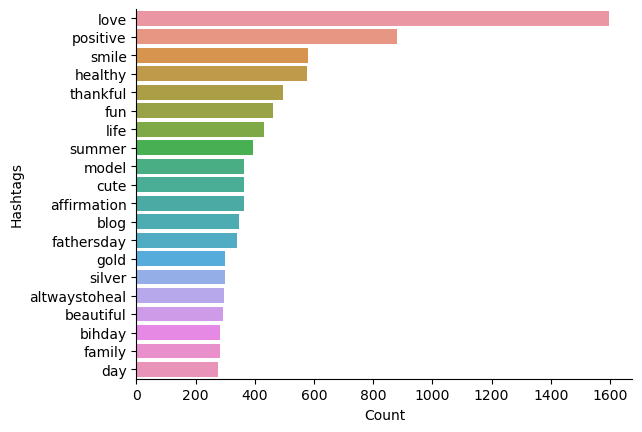 love
positive
smile
healthy
thankful
fun
life
summer
model
cute
affirmation
blog
fathersday
gold
silver
altwaystoheal
beautiful
bihday
family
day
Hashtags
0 200 400 600 800 1000 1200 1400 1600
Count